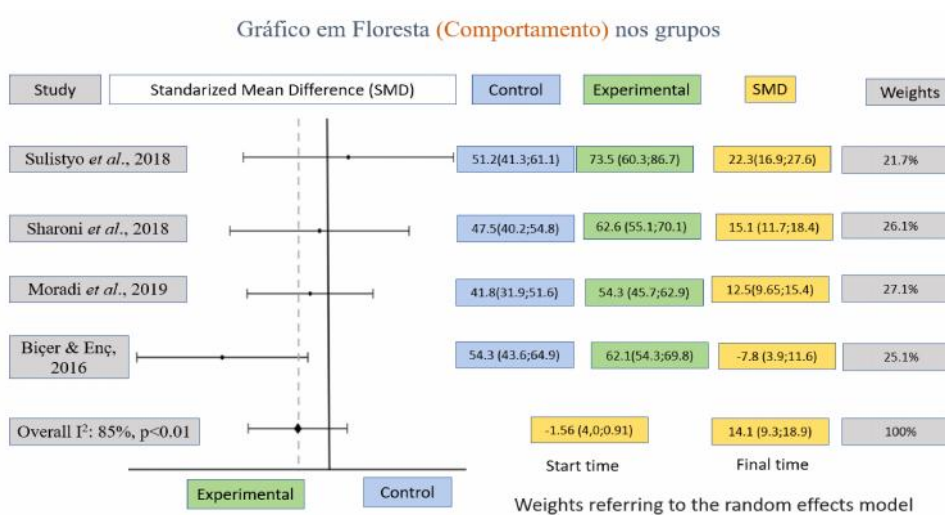 Gráfico em Floresta (Comportamento) nos grupos
Study Standarized Mean Difference (SMD) Control Experimental SMD Weights
Sulistyo et al., 2018 51.2(41.3;61.1) 73.5 (60.3;86.7) 22.3(16.9;27.6) 21.7%
Sharoni et al., 2018 47.5(40.2;54.8) 62.6 (55.1;70.1) 15.1 (11.7;18.4) 26.1%
Moradi et al., 2019 41.8(31.9;51.6) 54.3 (45.7;62.9) 12.5(9.65;15.4) 27.1%
Biçer & Enç,
2016 54.3 (43.6;64.9) 62.1(54.3;69.8) -7.8 (3.9;11.6) 25.1%
Overall I²: 85%, p<0.01 -1.56 (4,0;0.91) 14.1 (9.3;18.9) 100%
Start time Final time
Experimental Control
Weights referring to the random effects model